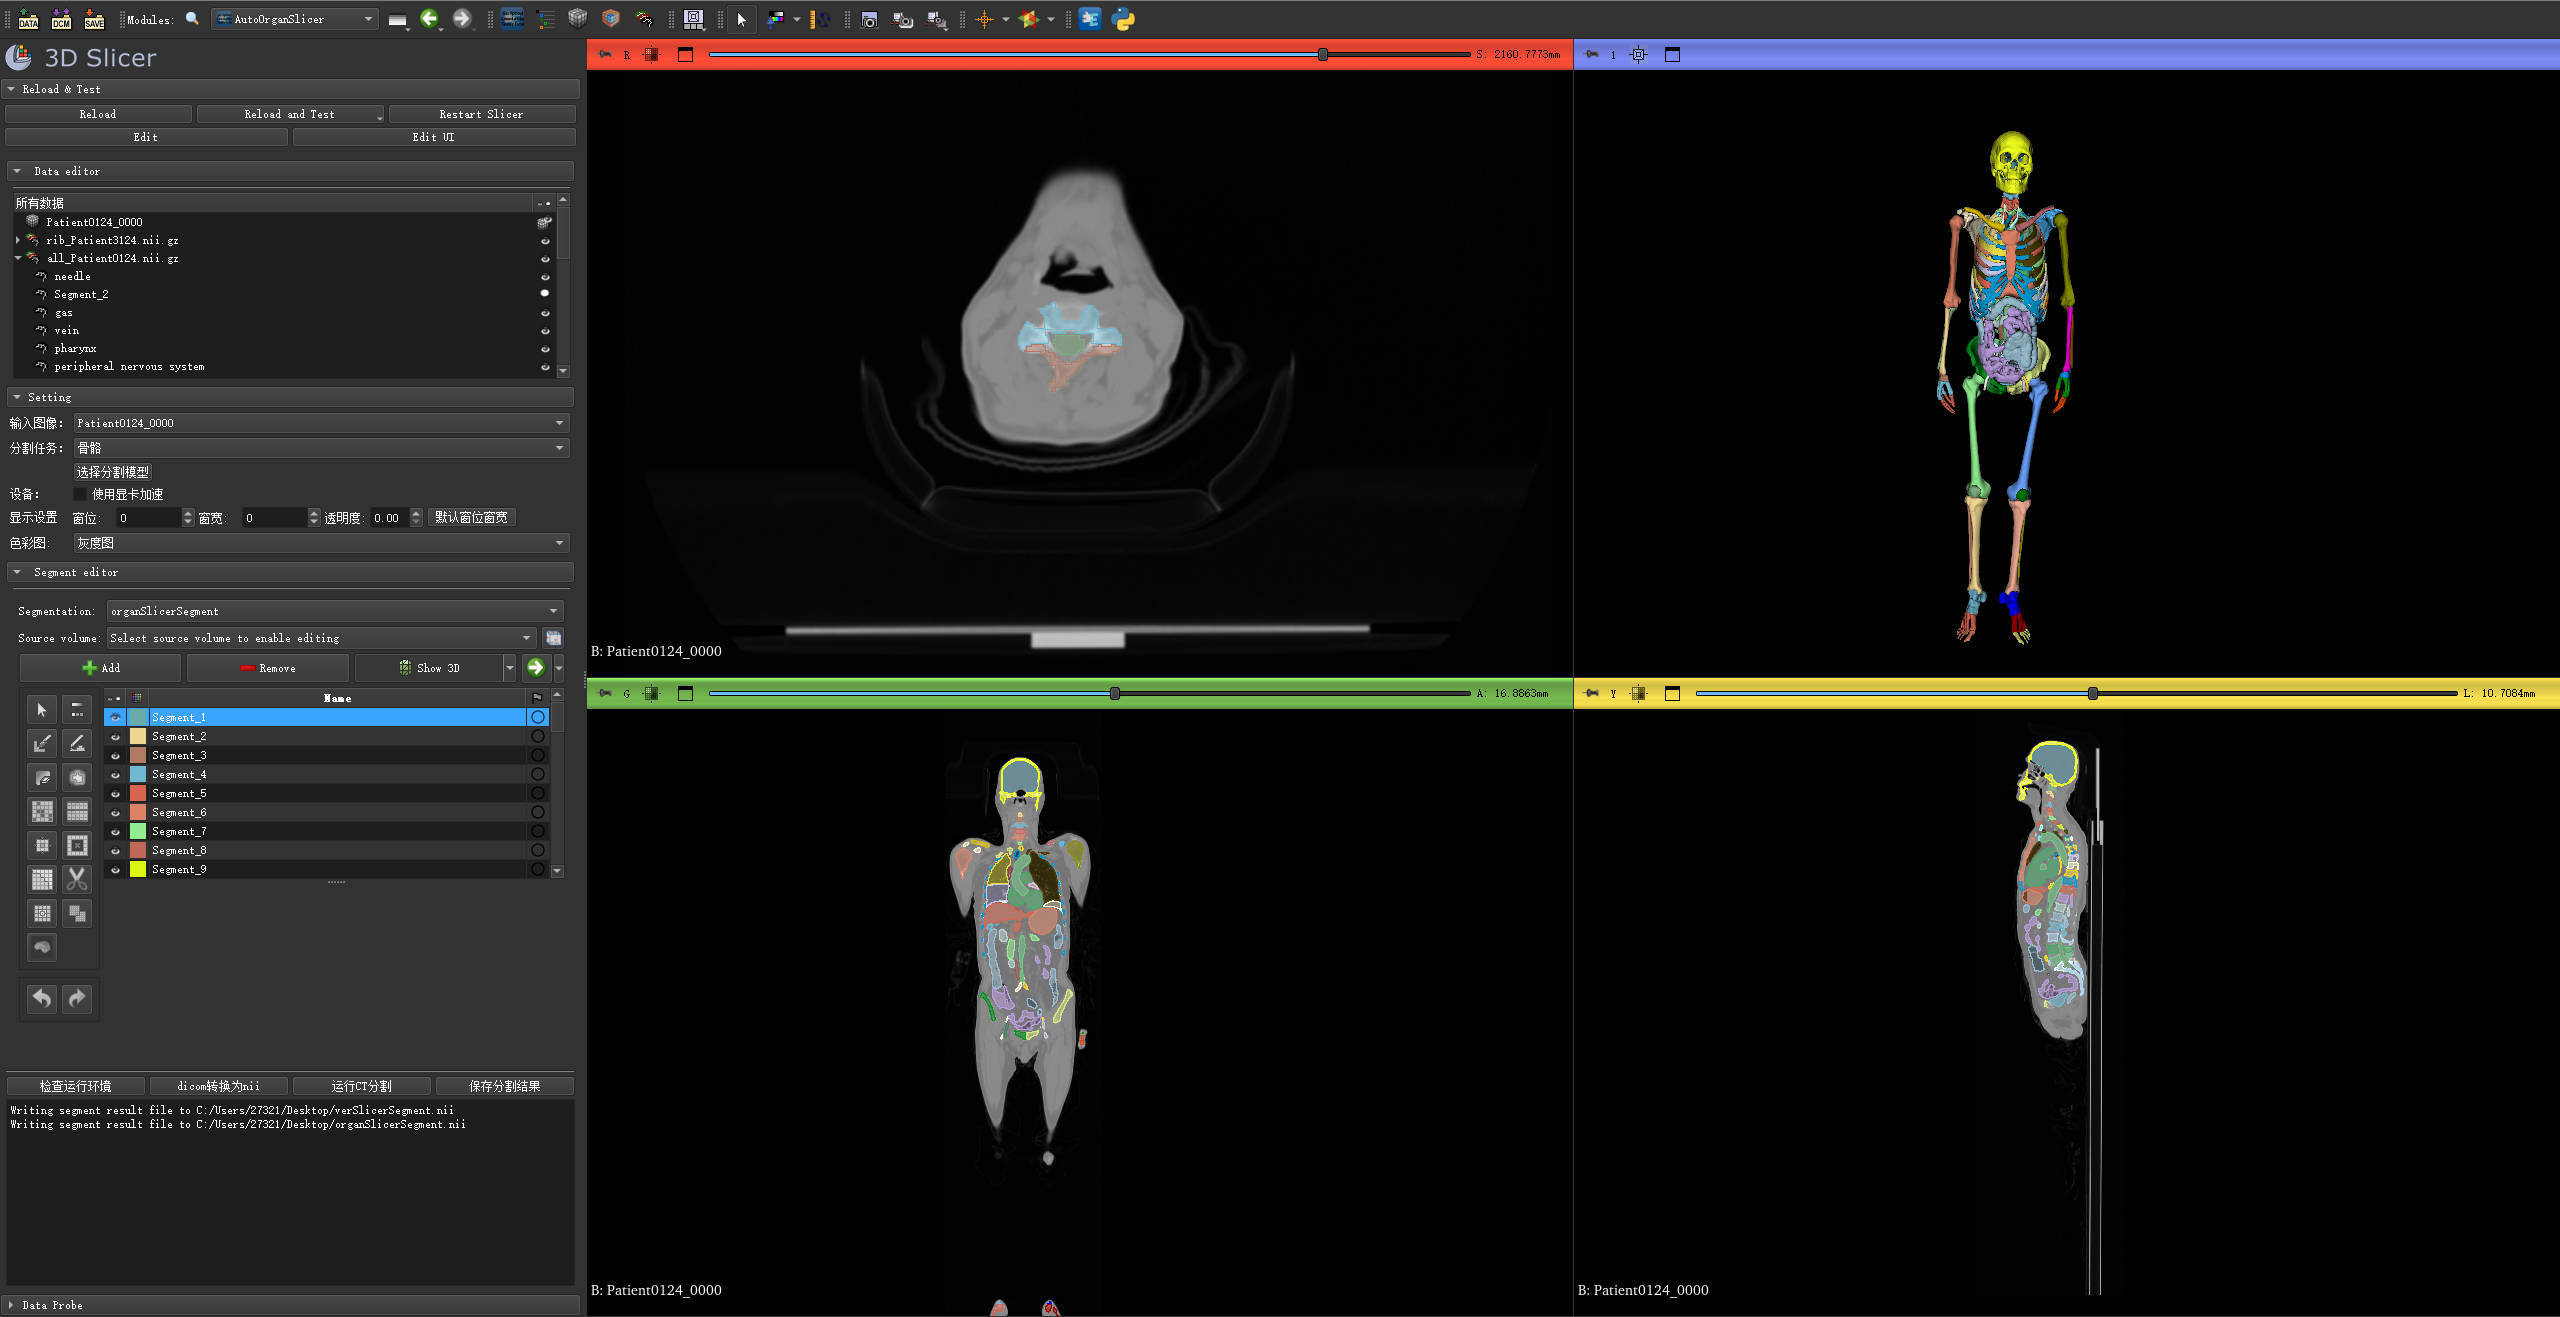 DATA DCM SAVE Modules: AutoOrganSlicer
3D Slicer
Reload & Test
Reload Reload and Test Restart Slicer
Edit Edit UI
Data editor
所有数据
Patient0124_0000
rib_Patient3124.nii.gz
all_Patient0124.nii.gz
needle
Segment_2
gas
vein
pharynx
peripheral nervous system
Setting
输入图像: Patient0124_0000
分割任务: 骨骼
选择分割模型
设备: 使用显卡加速
显示设置 窗位: 0 窗宽: 0 透明度: 0.00 默认窗位窗宽
色彩图: 灰度图
Segment editor
Segmentation: organSlicerSegment
Source volume: Select source volume to enable editing
Add Remove Show 3D
Name
Segment_1
Segment_2
Segment_3
Segment_4
Segment_5
Segment_6
Segment_7
Segment_8
Segment_9
检查运行环境 dicom转换为nii 运行CT分割 保存分割结果
Writing segment result file to C:/Users/27321/Desktop/verSlicerSegment.nii
Writing segment result file to C:/Users/27321/Desktop/organSlicerSegment.nii
Data Probe
R S: 2160.7773mm
B: Patient0124_0000
1
G A: 16.8863mm
B: Patient0124_0000
Y L: 10.7084mm
B: Patient0124_0000